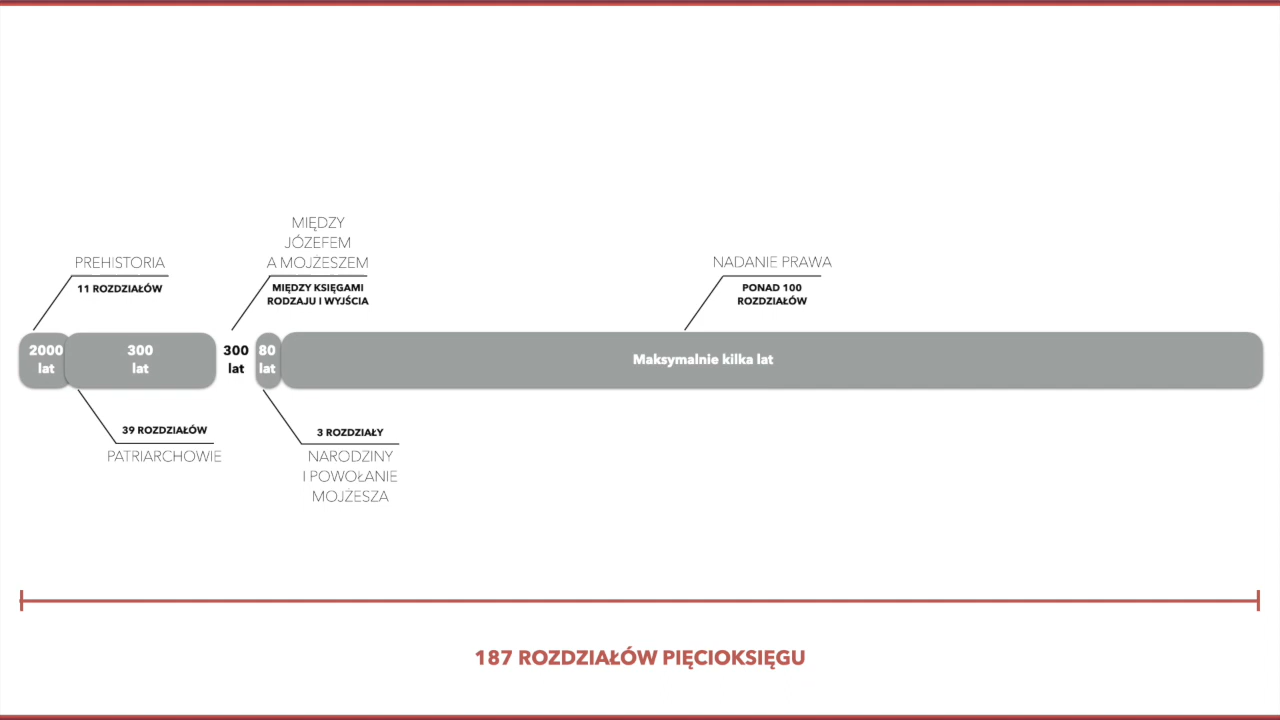 MIĘDZY
JÓZEFEM
A MOJŻESZEM
MIĘDZY KSIĘGAMI
RODZAJU I WYJŚCIA
PREHISTORIA
11 ROZDZIAŁÓW
NADANIE PRAWA
PONAD 100
ROZDZIAŁÓW
2000
lat
300
lat
300
lat
80
lat
Maksymalnie kilka lat
39 ROZDZIAŁÓW
PATRIARCHOWIE
3 ROZDZIAŁY
NARODZINY
I POWOŁANIE
MOJŻESZA
187 ROZDZIAŁÓW PIĘCIOKSIĘGU